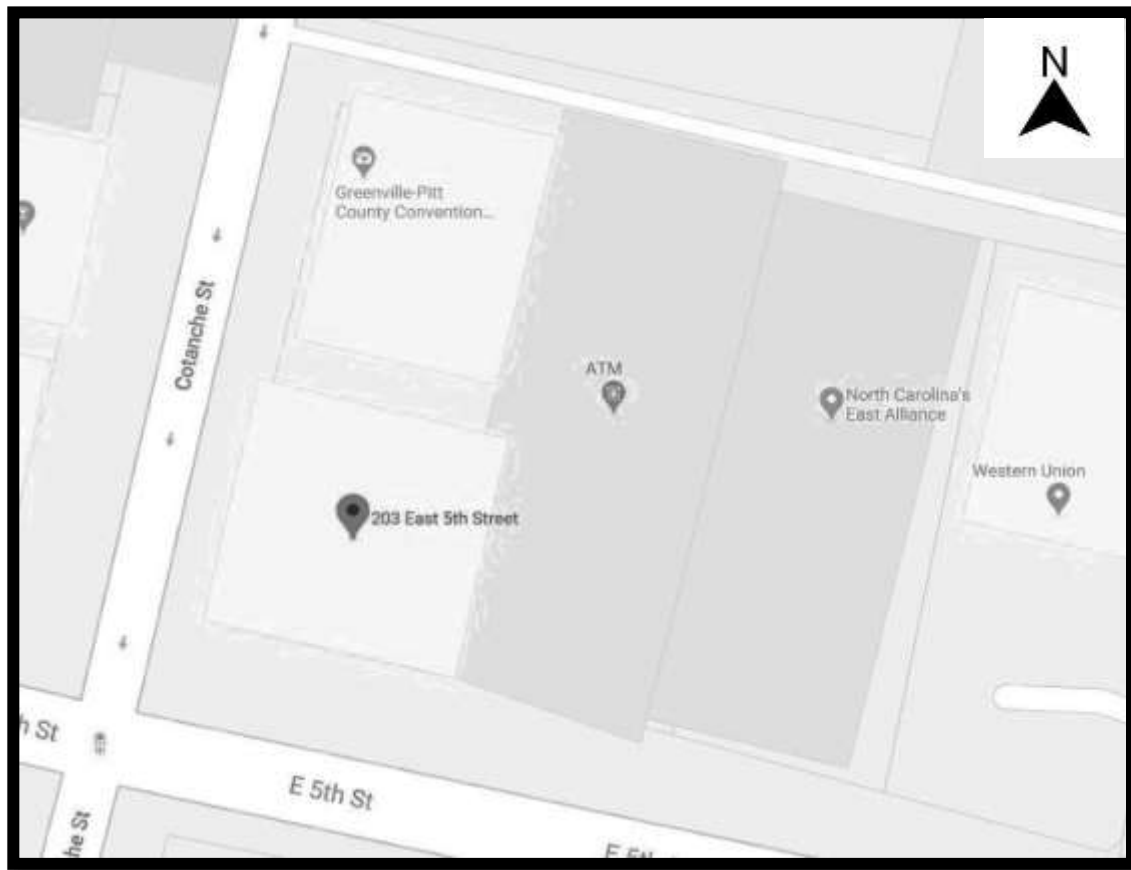 N
Greenville-Pitt
County Convention...
Cotanche St
ATM
North Carolina's
East Alliance
Western Union
203 East 5th Street
h St
E 5th St
he St
E 5th